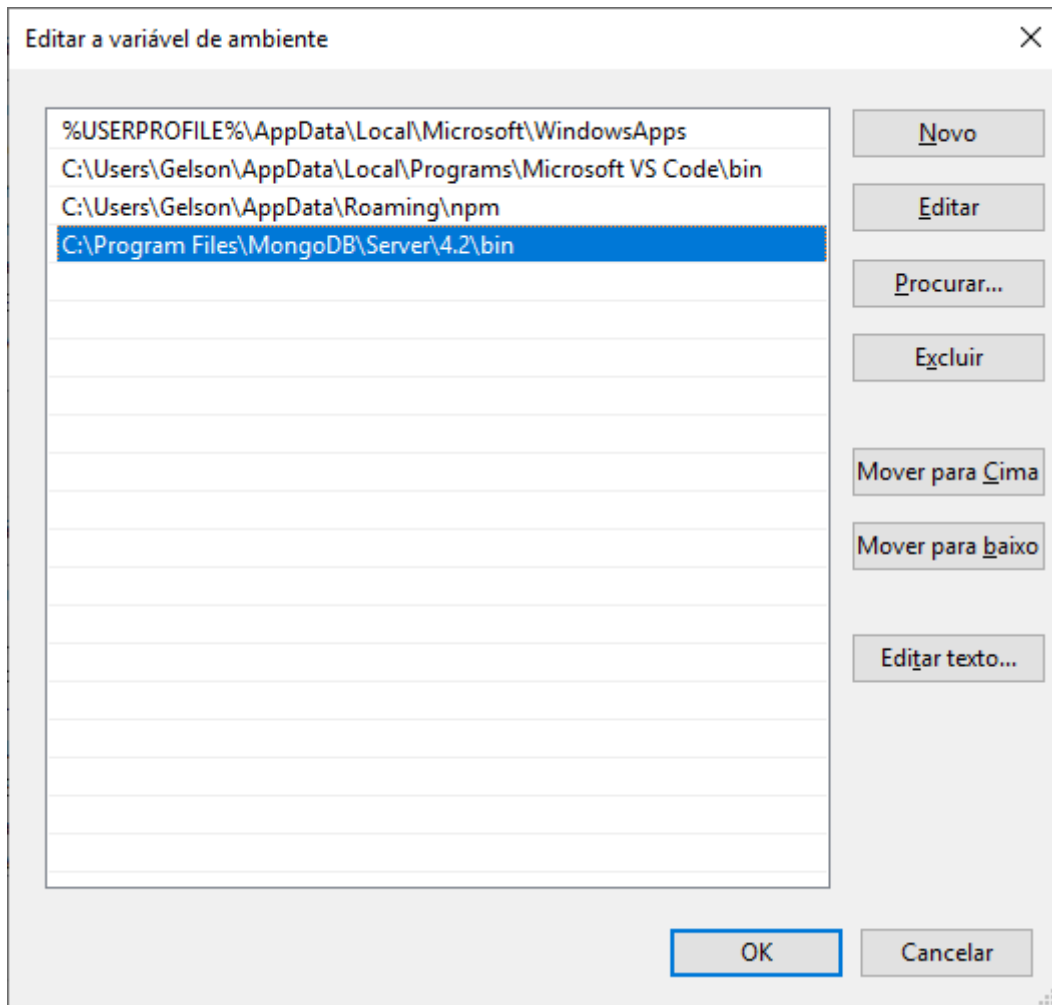 Editar a variável de ambiente
%USERPROFILE%\AppData\Local\Microsoft\WindowsApps
C:\Users\Gelson\AppData\Local\Programs\Microsoft VS Code\bin
C:\Users\Gelson\AppData\Roaming\npm
C:\Program Files\MongoDB\Server\4.2\bin
Novo
Editar
Procurar...
Excluir
Mover para Cima
Mover para baixo
Editar texto...
OK
Cancelar